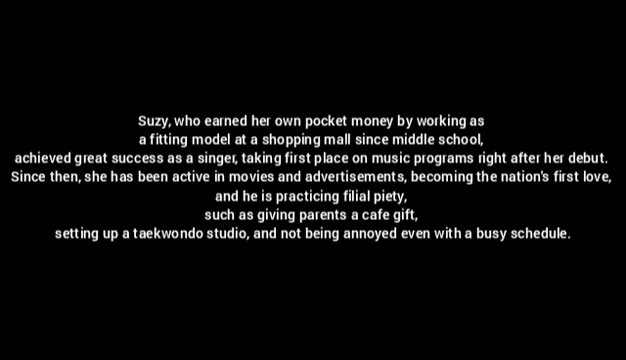 Suzy, who earned her own pocket money by working as
a fitting model at a shopping mall since middle school,
achieved great success as a singer, taking first place on music programs right after her debut.
Since then, she has been active in movies and advertisements, becoming the nation's first love,
and he is practicing filial piety,
such as giving parents a cafe gift,
setting up a taekwondo studio, and not being annoyed even with a busy schedule.